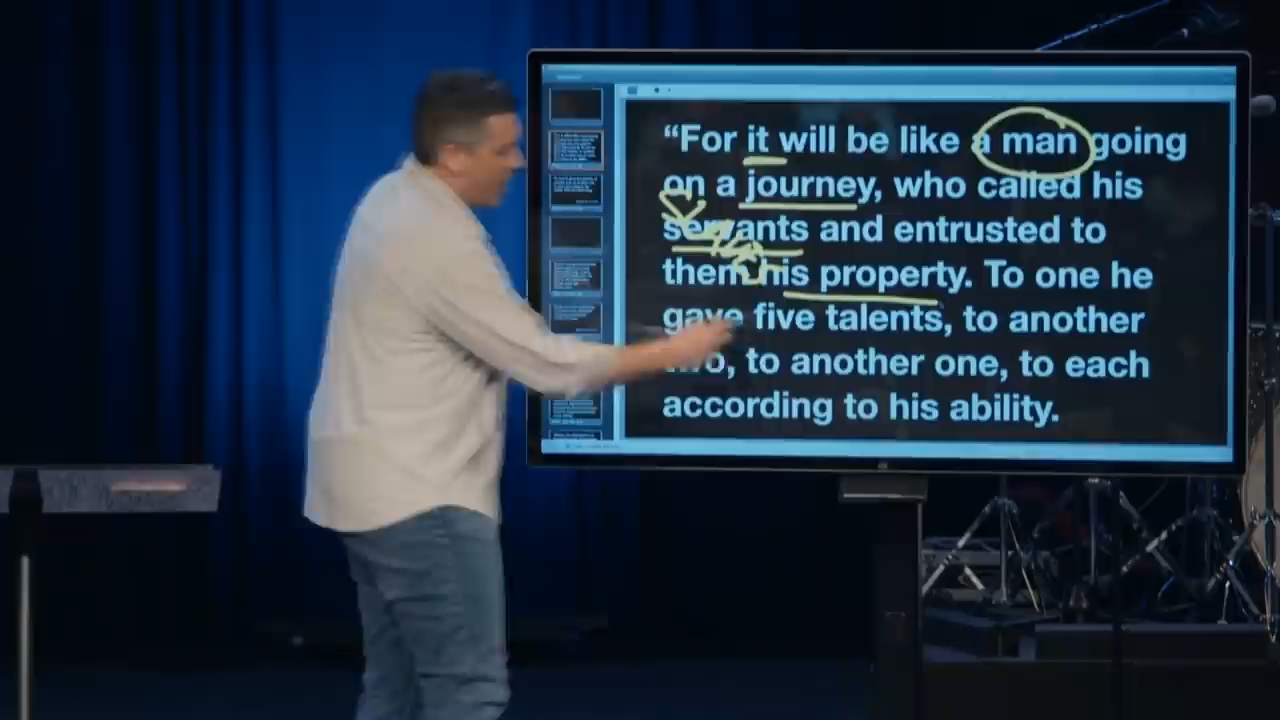 “For it will be like a man going
on a journey, who called his
servants and entrusted to
them his property. To one he
gave five talents, to another
two, to another one, to each
according to his ability.